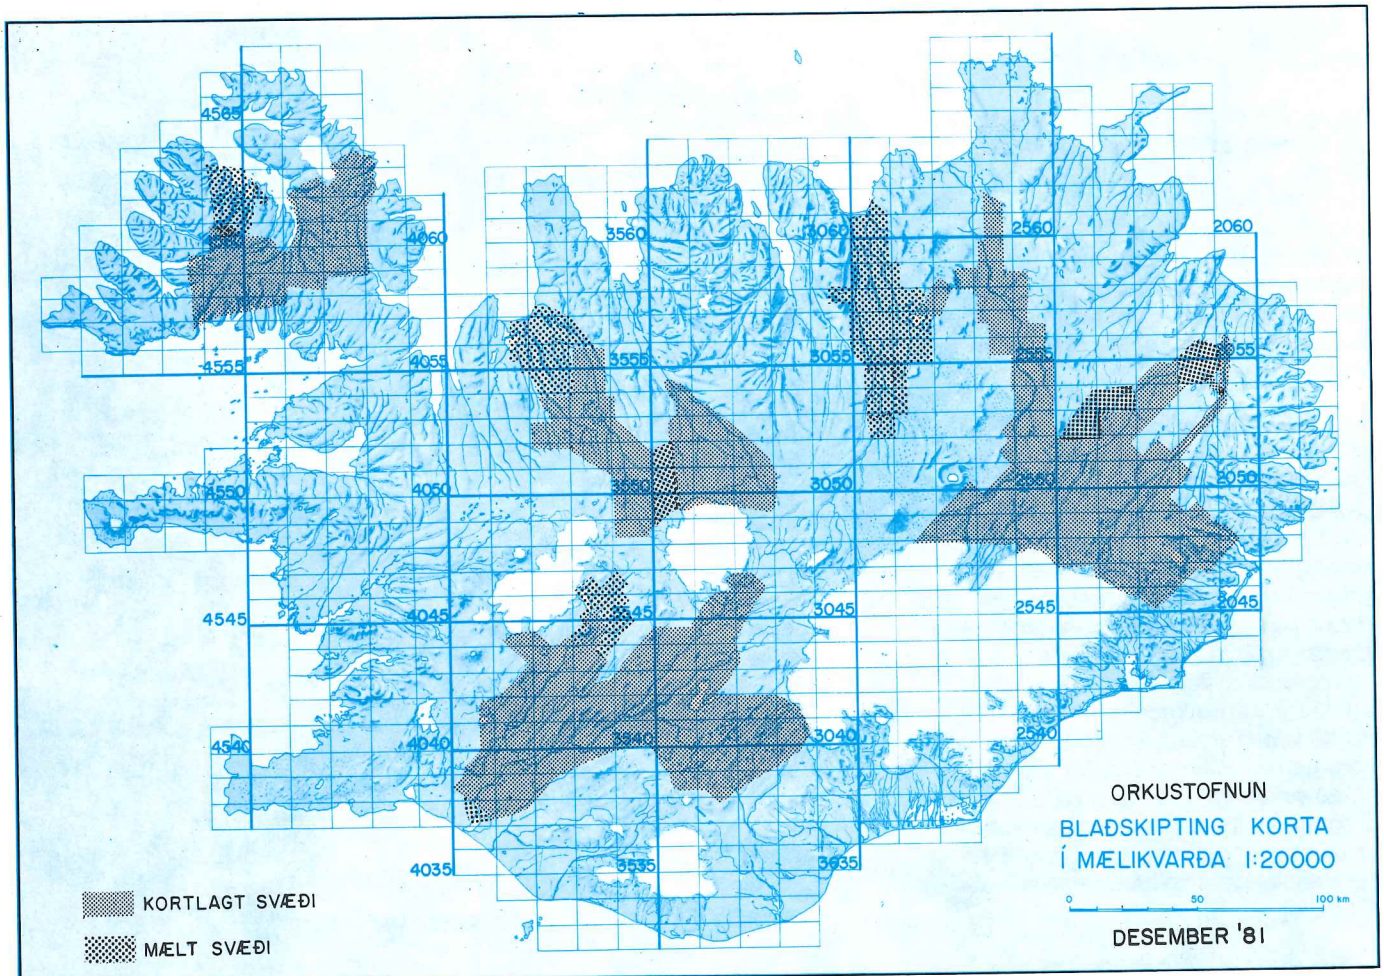 4565
4060 3560 3060 2560 2060
4555 4055 3555 3055 2555 2055
4550 4050 3550 3050 2550 2050
4545 4045 3545 3045 2545 2045
4540 4040 3540 3040 2540
4035 3535 3635
ORKUSTOFNUN
BLAÐSKIPTING KORTA
Í MÆLIKVARÐA 1:20000
0 50 100 km
DESEMBER '81
KORTLAGT SVÆÐI
MÆLT SVÆÐI